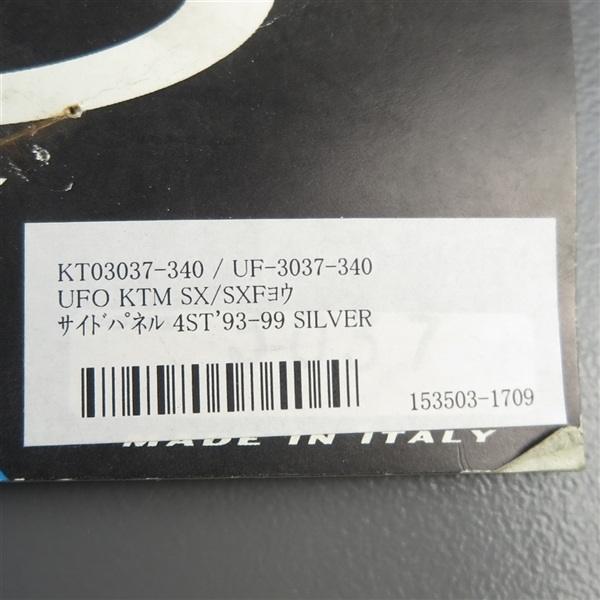 KT03037-340 / UF-3037-340
UFO KTM SX/SXFﾖｳ
ｻｲﾄﾞﾊﾟﾈﾙ 4ST'93-99 SILVER
153503-1709
MADE IN ITALY